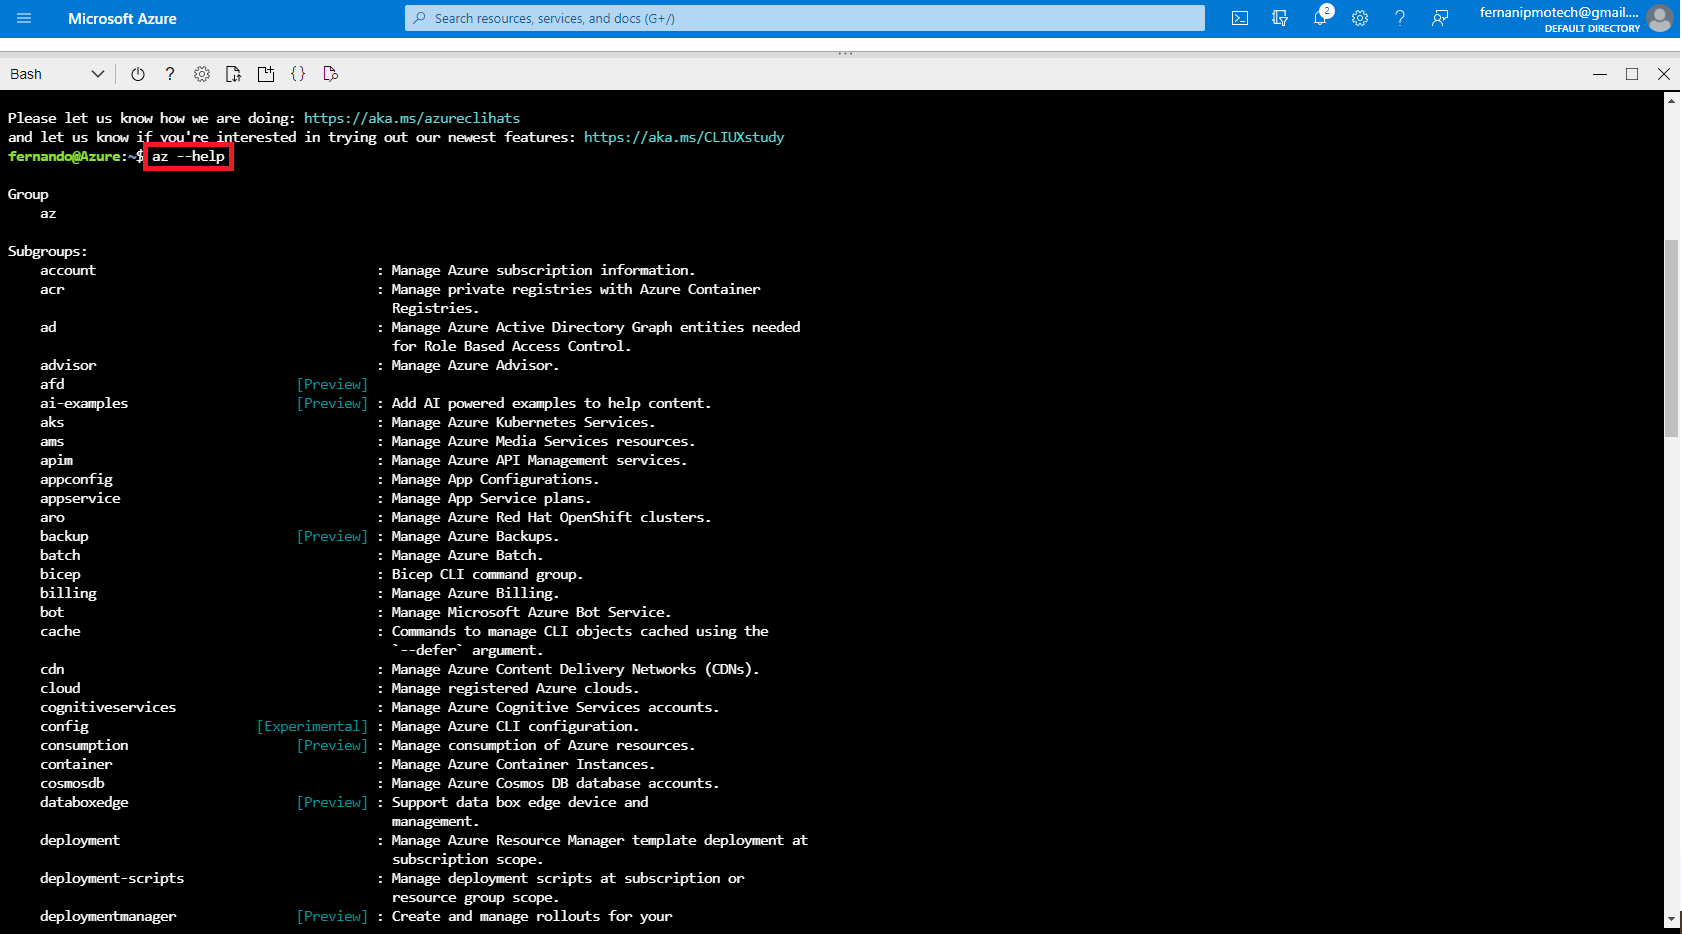 Microsoft Azure
Search resources, services, and docs (G+/)
2
fernanipmotech@gmail....
DEFAULT DIRECTORY
Bash
Please let us know how we are doing: https://aka.ms/azureclihats
and let us know if you're interested in trying out our newest features: https://aka.ms/CLIUXstudy
fernando@Azure:~$ az --help
Group
az
Subgroups:
account : Manage Azure subscription information.
acr : Manage private registries with Azure Container
Registries.
ad : Manage Azure Active Directory Graph entities needed
for Role Based Access Control.
advisor : Manage Azure Advisor.
afd [Preview]
ai-examples [Preview] : Add AI powered examples to help content.
aks : Manage Azure Kubernetes Services.
ams : Manage Azure Media Services resources.
apim : Manage Azure API Management services.
appconfig : Manage App Configurations.
appservice : Manage App Service plans.
aro : Manage Azure Red Hat OpenShift clusters.
backup [Preview] : Manage Azure Backups.
batch : Manage Azure Batch.
bicep : Bicep CLI command group.
billing : Manage Azure Billing.
bot : Manage Microsoft Azure Bot Service.
cache : Commands to manage CLI objects cached using the
`--defer` argument.
cdn : Manage Azure Content Delivery Networks (CDNs).
cloud : Manage registered Azure clouds.
cognitiveservices : Manage Azure Cognitive Services accounts.
config [Experimental] : Manage Azure CLI configuration.
consumption [Preview] : Manage consumption of Azure resources.
container : Manage Azure Container Instances.
cosmosdb : Manage Azure Cosmos DB database accounts.
databoxedge [Preview] : Support data box edge device and
management.
deployment : Manage Azure Resource Manager template deployment at
subscription scope.
deployment-scripts : Manage deployment scripts at subscription or
resource group scope.
deploymentmanager [Preview] : Create and manage rollouts for your